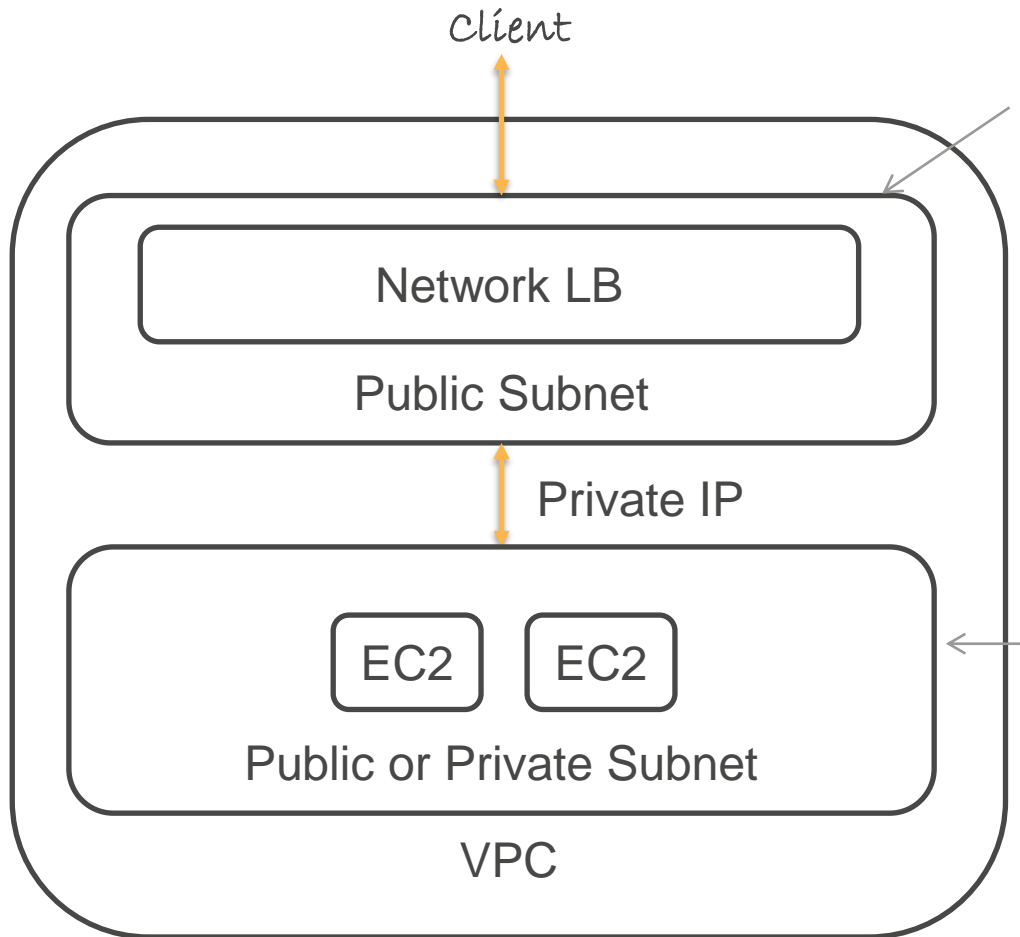 Client
Network LB
Public Subnet
Private IP
EC2 EC2
Public or Private Subnet
VPC